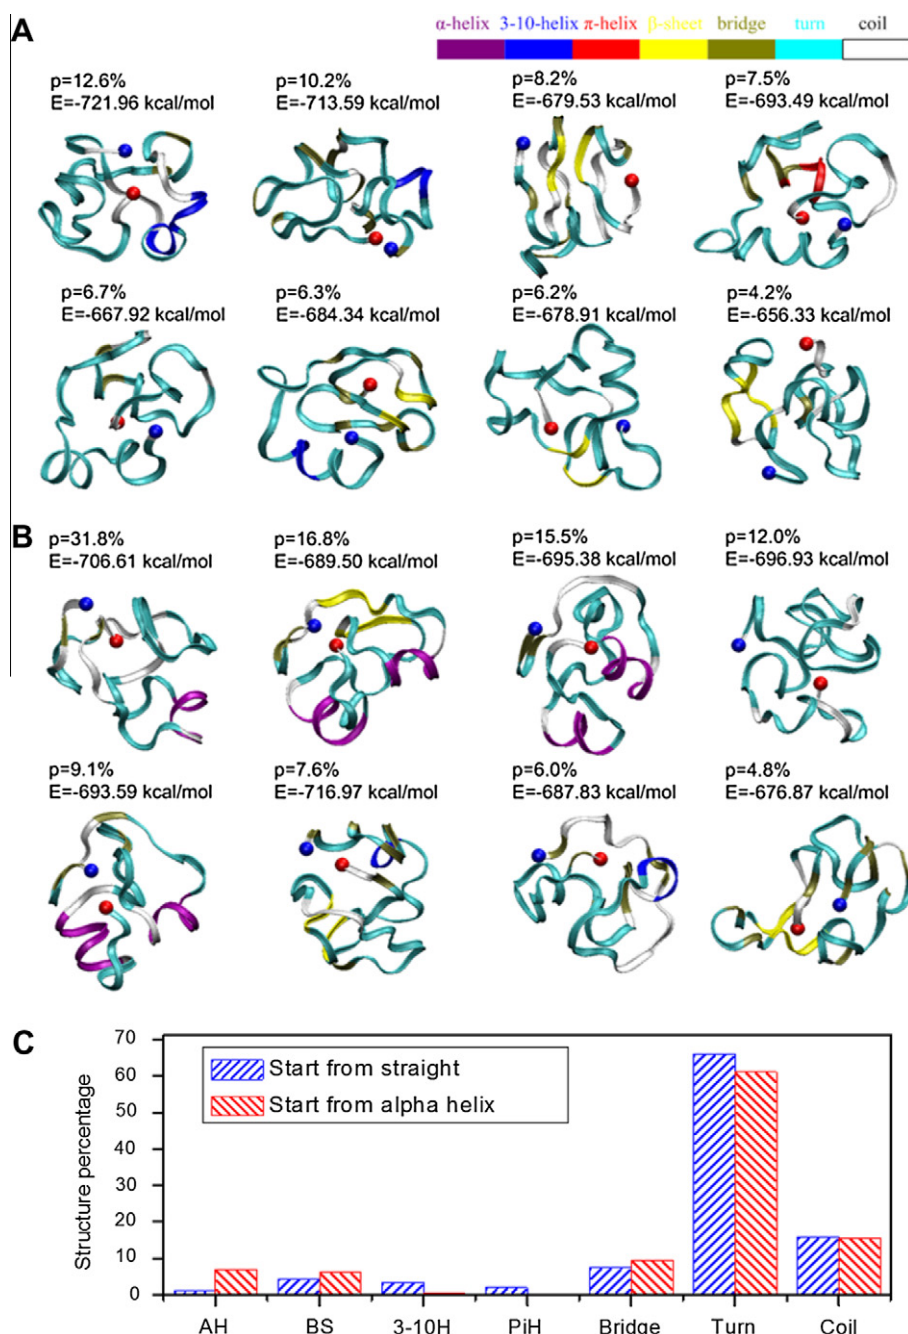 A
α-helix 3-10-helix π-helix β-sheet bridge turn coil
p=12.6%
E=-721.96 kcal/mol
p=10.2%
E=-713.59 kcal/mol
p=8.2%
E=-679.53 kcal/mol
p=7.5%
E=-693.49 kcal/mol
p=6.7%
E=-667.92 kcal/mol
p=6.3%
E=-684.34 kcal/mol
p=6.2%
E=-678.91 kcal/mol
p=4.2%
E=-656.33 kcal/mol
B
p=31.8%
E=-706.61 kcal/mol
p=16.8%
E=-689.50 kcal/mol
p=15.5%
E=-695.38 kcal/mol
p=12.0%
E=-696.93 kcal/mol
p=9.1%
E=-693.59 kcal/mol
p=7.6%
E=-716.97 kcal/mol
p=6.0%
E=-687.83 kcal/mol
p=4.8%
E=-676.87 kcal/mol
C
Structure percentage
70
60
50
40
30
20
10
0
Start from straight
Start from alpha helix
AH BS 3-10H PiH Bridge Turn Coil